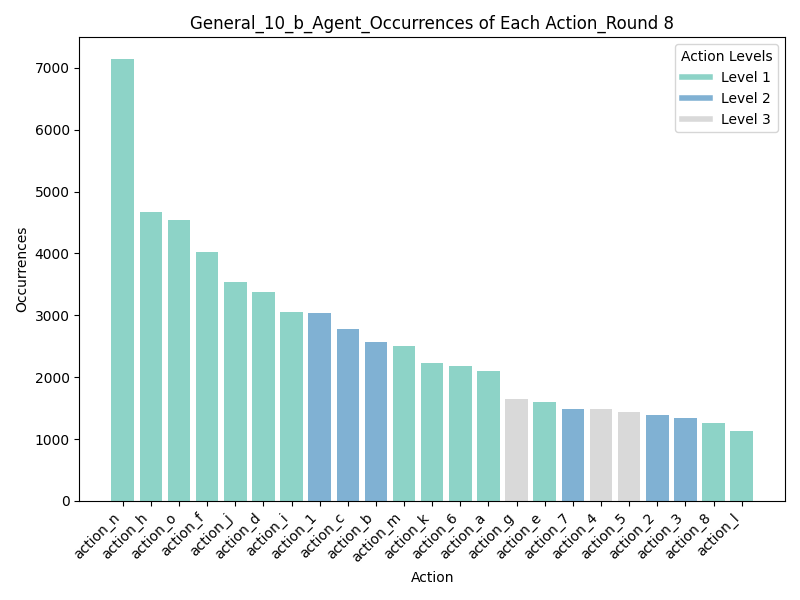 General_10_b_Agent_Occurrences of Each Action_Round 8
Action Levels
Level 1
Level 2
Level 3
Occurrences
7000
6000
5000
4000
3000
2000
1000
0
action_n
action_h
action_o
action_f
action_j
action_d
action_i
action_1
action_c
action_b
action_m
action_k
action_6
action_a
action_g
action_e
action_7
action_4
action_5
action_2
action_3
action_8
action_l
Action